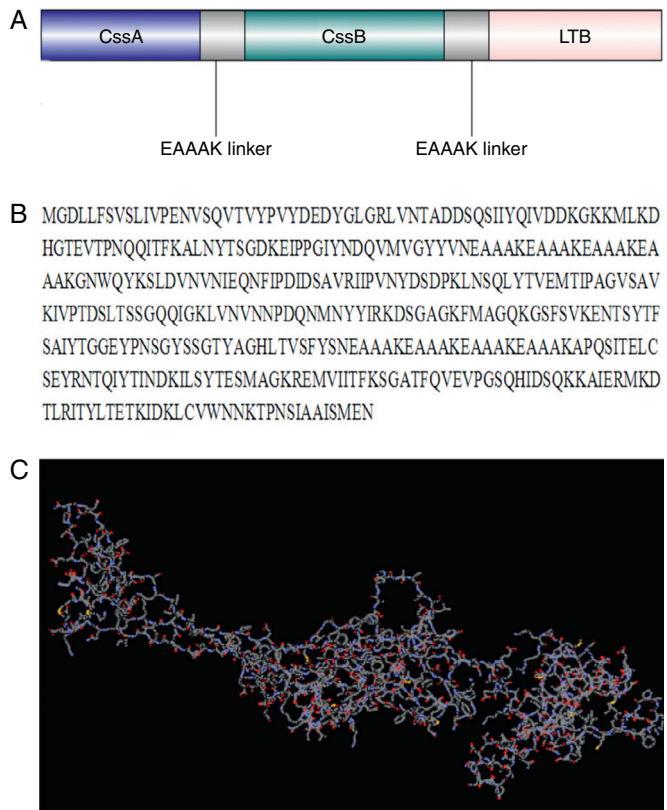 A
CssA CssB LTB
EAAAK linker EAAAK linker
B
MGDLLFSVSLIVPENVSQVTVYPVYDEDYGLGRLVNTADDSQSIIYQIVDDKGKKMLKD
HGTEVTPNQQITFKALNYTSGDKEIPPGIYNDQVMVGYYVNEAAAKEAAAKEAAAKEA
AAKGNWQYKSLDVNVNIEQNFIPDIDSAVRIIPVNYDSDPKLNSQLYTVEMTIPAGVSAV
KIVPTDSLTSSGQQIGKLVNVNNPDQNMNYYIRKDSGAGKFMAGQKGSFSVKENTSYTF
SAIYTGGEYPNSGYSSGTYAGHLTVSFYSNEAAAKEAAAKEAAAKEAAAKAPQSITELC
SEYRNTQIYTINDKILSYTESMAGKREMVIITFKSGATFQVEVPGSQHIDSQKKAIERMKD
TLRITYLTETKIDKLCVWNNKTPNSIAAISMEN
C